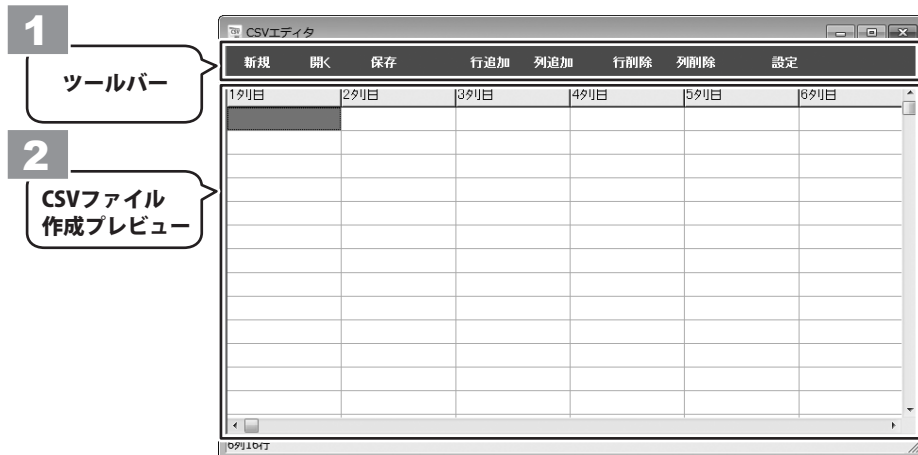 1
ツールバー
2
CSVファイル
作成プレビュー
CSVエディタ
新規 開く 保存 行追加 列追加 行削除 列削除 設定
1列目 2列目 3列目 4列目 5列目 6列目
6列16行